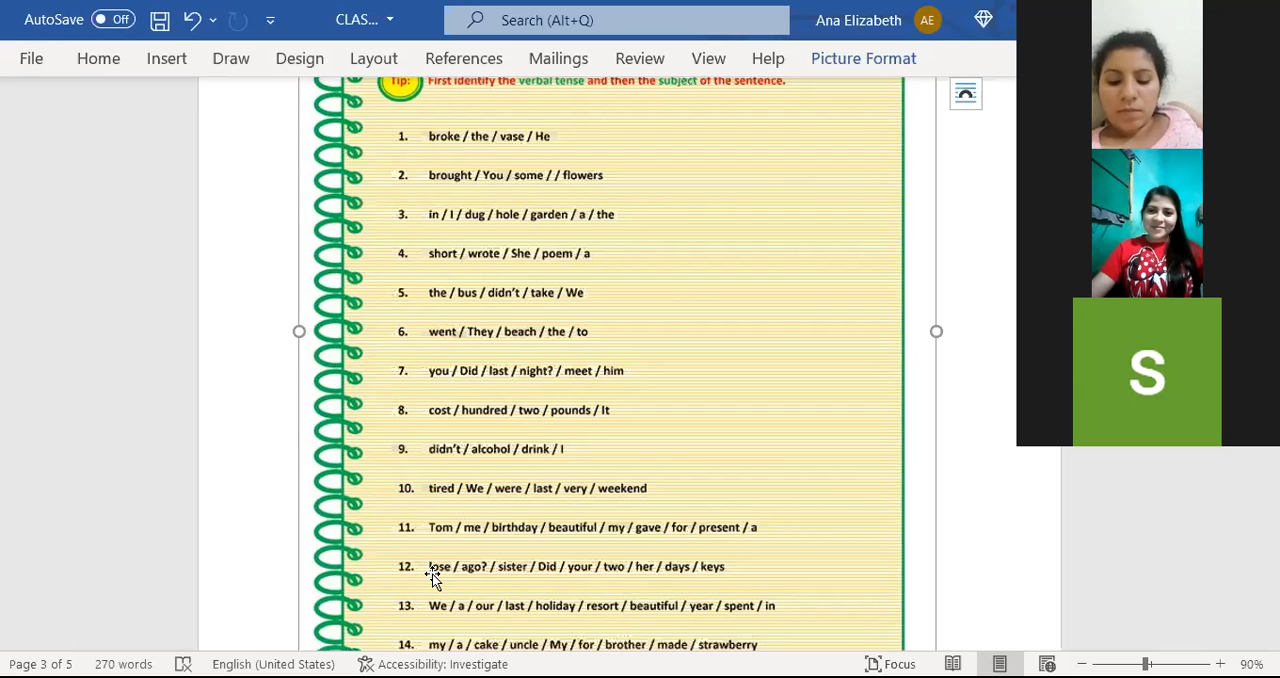 AutoSave Off CLAS... Search (Alt+Q) Ana Elizabeth AE
File Home Insert Draw Design Layout References Mailings Review View Help Picture Format
Tip: First identify the verbal tense and then the subject of the sentence.
1. broke / the / vase / He
2. brought / You / some / / flowers
3. in / I / dug / hole / garden / a / the
4. short / wrote / She / poem / a
5. the / bus / didn't / take / We
6. went / They / beach / the / to
7. you / Did / last / night? / meet / him
8. cost / hundred / two / pounds / It
9. didn't / alcohol / drink / I
10. tired / We / were / last / very / weekend
11. Tom / me / birthday / beautiful / my / gave / for / present / a
12. lose / ago? / sister / Did / your / two / her / days / keys
13. We / a / our / last / holiday / resort / beautiful / year / spent / in
14. my / a / cake / uncle / My / for / brother / made / strawberry
S
Page 3 of 5 270 words English (United States) Accessibility: Investigate Focus 90%